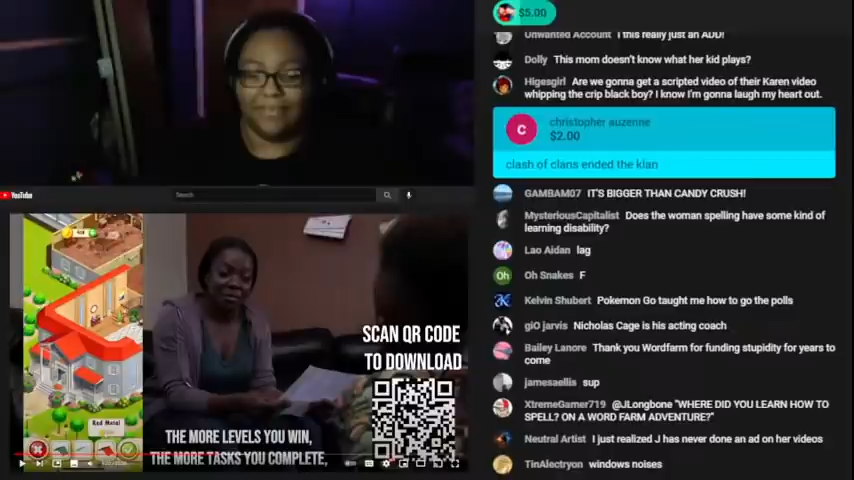 $5.00
Unwanted Account I this really just an ADD!
Dolly This mom doesn't know what her kid plays?
Higesgirl Are we gonna get a scripted video of their Karen video
whipping the crip black boy? I know I'm gonna laugh my heart out.
C
christopher auzenne
$2.00
clash of clans ended the klan
GAMBAM07 IT'S BIGGER THAN CANDY CRUSH!
MysteriousCapitalist Does the woman spelling have some kind of
learning disability?
Lao Aidan lag
Oh
Oh Snakes F
Kelvin Shubert Pokemon Go taught me how to go the polls
giO jarvis Nicholas Cage is his acting coach
Bailey Lanore Thank you Wordfarm for funding stupidity for years to
come
jamesaellis sup
XtremeGamer719 @JLongbone "WHERE DID YOU LEARN HOW TO
SPELL? ON A WORD FARM ADVENTURE?"
Neutral Artist I just realized J has never done an ad on her videos
TinAlectryon windows noises
YouTube
Search
SCAN QR CODE
TO DOWNLOAD
Red Metal
THE MORE LEVELS YOU WIN,
THE MORE TASKS YOU COMPLETE,